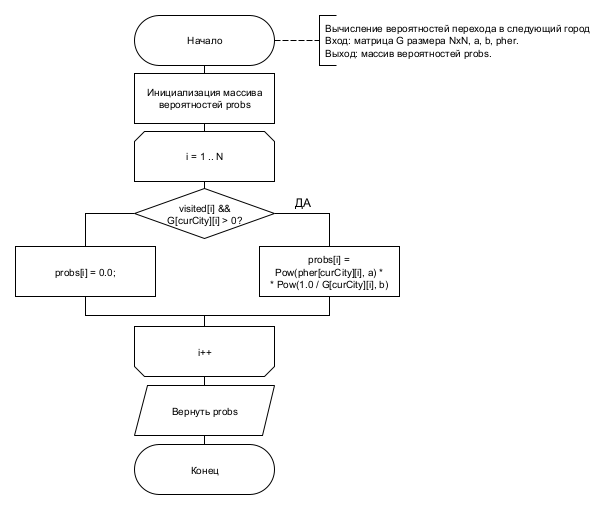 Начало
Вычисление вероятностей перехода в следующий город
Вход: матрица G размера NxN, a, b, pher.
Выход: массив вероятностей probs.
Инициализация массива
вероятностей probs
i = 1 .. N
visited[i] &&
G[curCity][i] > 0?
ДА
probs[i] = 0.0;
probs[i] =
Pow(pher[curCity][i], a) *
* Pow(1.0 / G[curCity][i], b)
i++
Вернуть probs
Конец